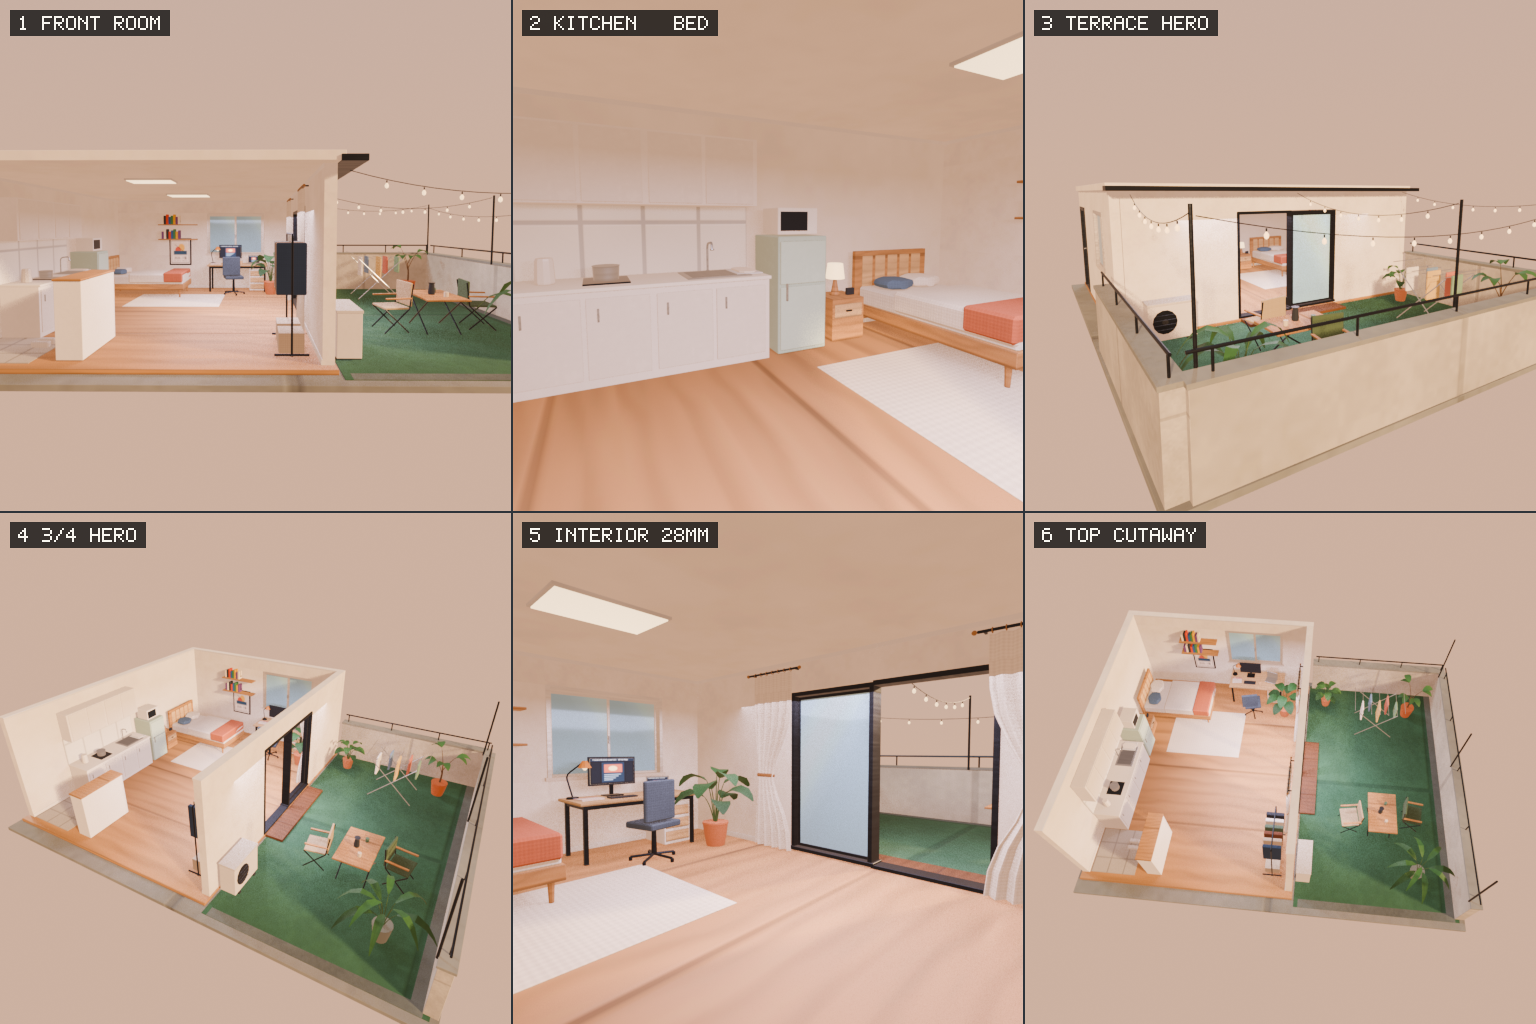 1 FRONT ROOM
2 KITCHEN   BED
3 TERRACE HERO
4 3/4 HERO
5 INTERIOR 28MM
6 TOP CUTAWAY